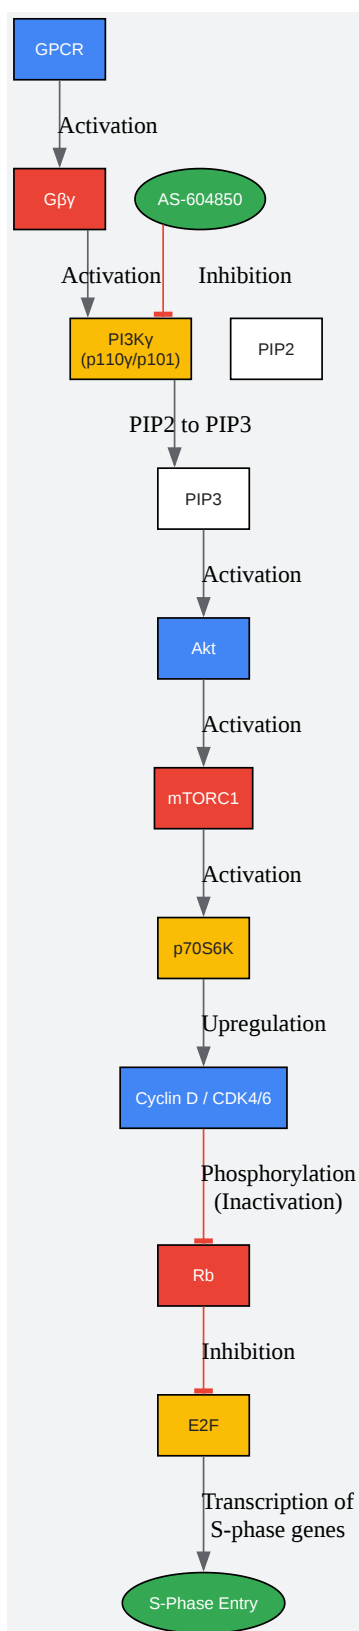 GPCR
Activation
Gβγ
AS-604850
Activation
Inhibition
PI3Kγ
(p110γ/p101)
PIP2
PIP2 to PIP3
PIP3
Activation
Akt
Activation
mTORC1
Activation
p70S6K
Upregulation
Cyclin D / CDK4/6
Phosphorylation
(Inactivation)
Rb
Inhibition
E2F
Transcription of
S-phase genes
S-Phase Entry